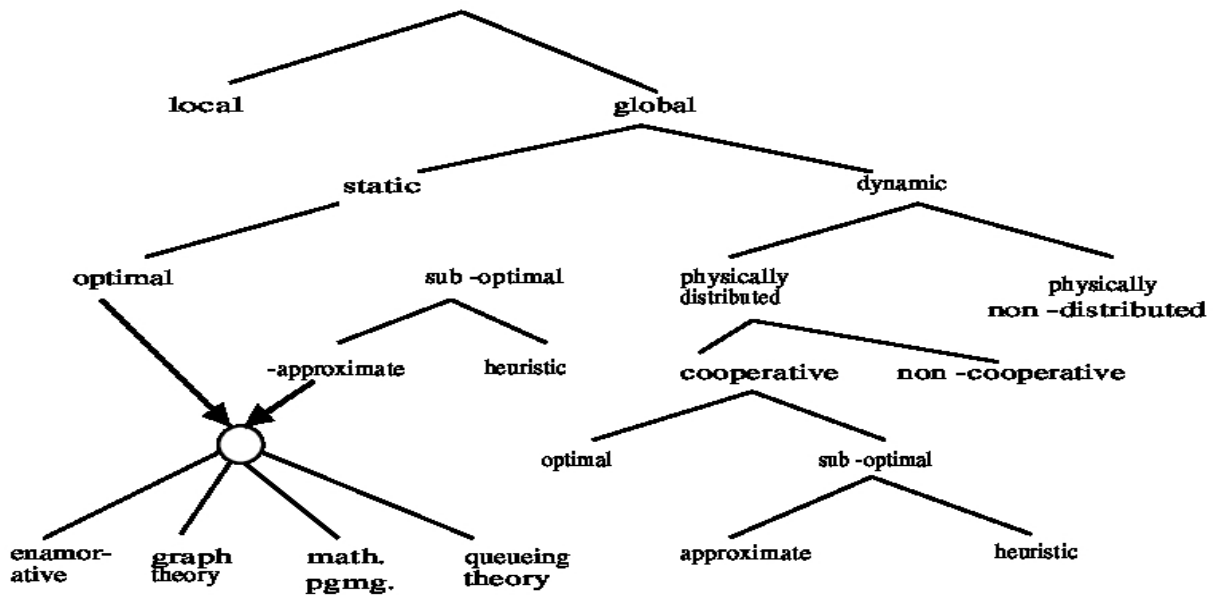 local
global
static
dynamic
optimal
sub -optimal
physically
distributed
physically
non -distributed
-approximate
heuristic
cooperative
non -cooperative
optimal
sub -optimal
enamor-
ative
graph
theory
math.
pgmg.
queueing
theory
approximate
heuristic